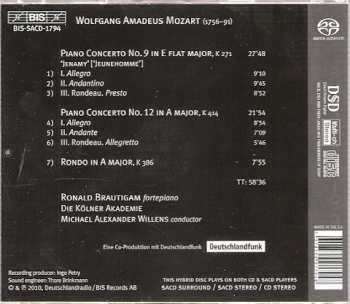 BIS
BIS-SACD-1794
WOLFGANG AMADEUS MOZART (1756–91)
PIANO CONCERTO No. 9 IN E FLAT MAJOR, K 271 27'48
'JENAMY' ['JEUNEHOMME']
1) I. Allegro 9'10
2) II. Andantino 9'45
3) III. Rondeau. Presto 8'52
PIANO CONCERTO No. 12 IN A MAJOR, K 414 21'54
4) I. Allegro 8'54
5) II. Andante 7'09
6) III. Rondeau. Allegretto 5'46
7) RONDO IN A MAJOR, K 386 7'55
TT: 58'36
RONALD BRAUTIGAM fortepiano
DIE KÖLNER AKADEMIE
MICHAEL ALEXANDER WILLENS conductor
Eine Co-Produktion mit Deutschlandfunk Deutschlandfunk
Recording producer: Ingo Petry
Sound engineer: Thore Brinkmann
℗ & © 2010, Deutschlandradio/BIS Records AB
THIS HYBRID DISC PLAYS ON BOTH CD & SACD PLAYERS
SACD SURROUND / SACD STEREO / CD STEREO
DSD